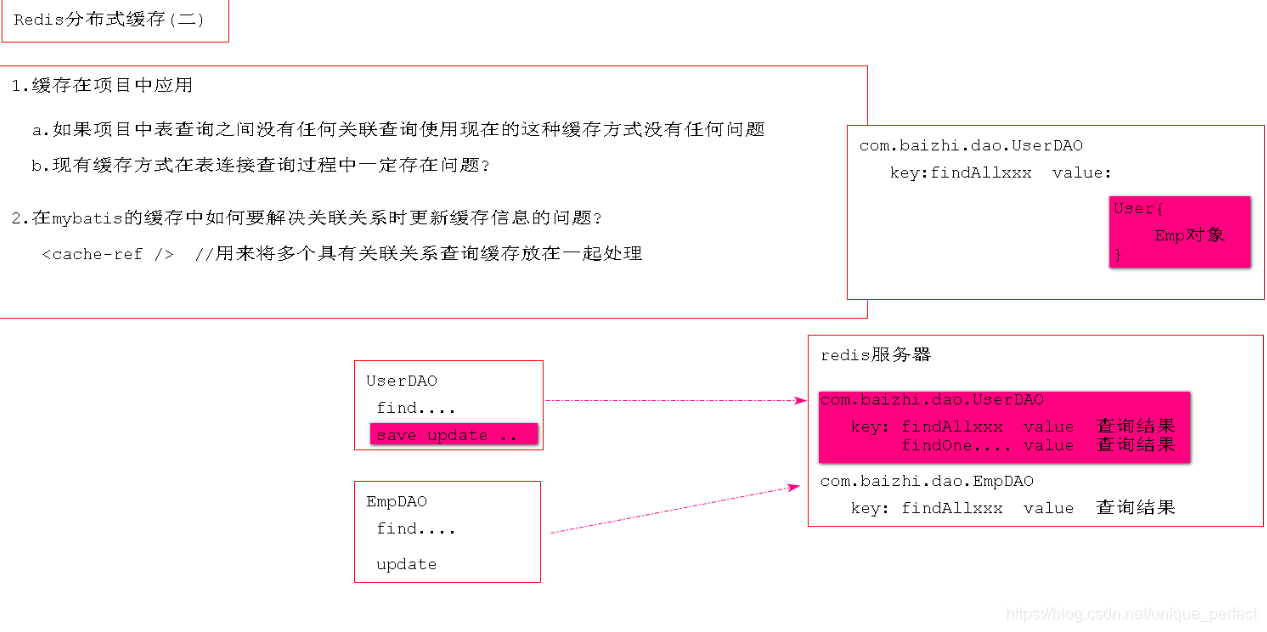 Redis分布式缓存(二)
1.缓存在项目中应用
a.如果项目中表查询之间没有任何关联查询使用现在的这种缓存方式没有任何问题
b.现有缓存方式在表连接查询过程中一定存在问题?
2.在mybatis的缓存中如何要解决关联关系时更新缓存信息的问题?
<cache-ref /> //用来将多个具有关联关系查询缓存放在一起处理
com.baizhi.dao.UserDAO
key:findAllxxx value:
User{
Emp对象
}
UserDAO
find....
save update ..
EmpDAO
find....
update
redis服务器
com.baizhi.dao.UserDAO
key: findAllxxx value 查询结果
findOne.... value 查询结果
com.baizhi.dao.EmpDAO
key: findAllxxx value 查询结果
https://blog.csdn.net/unique_perfect